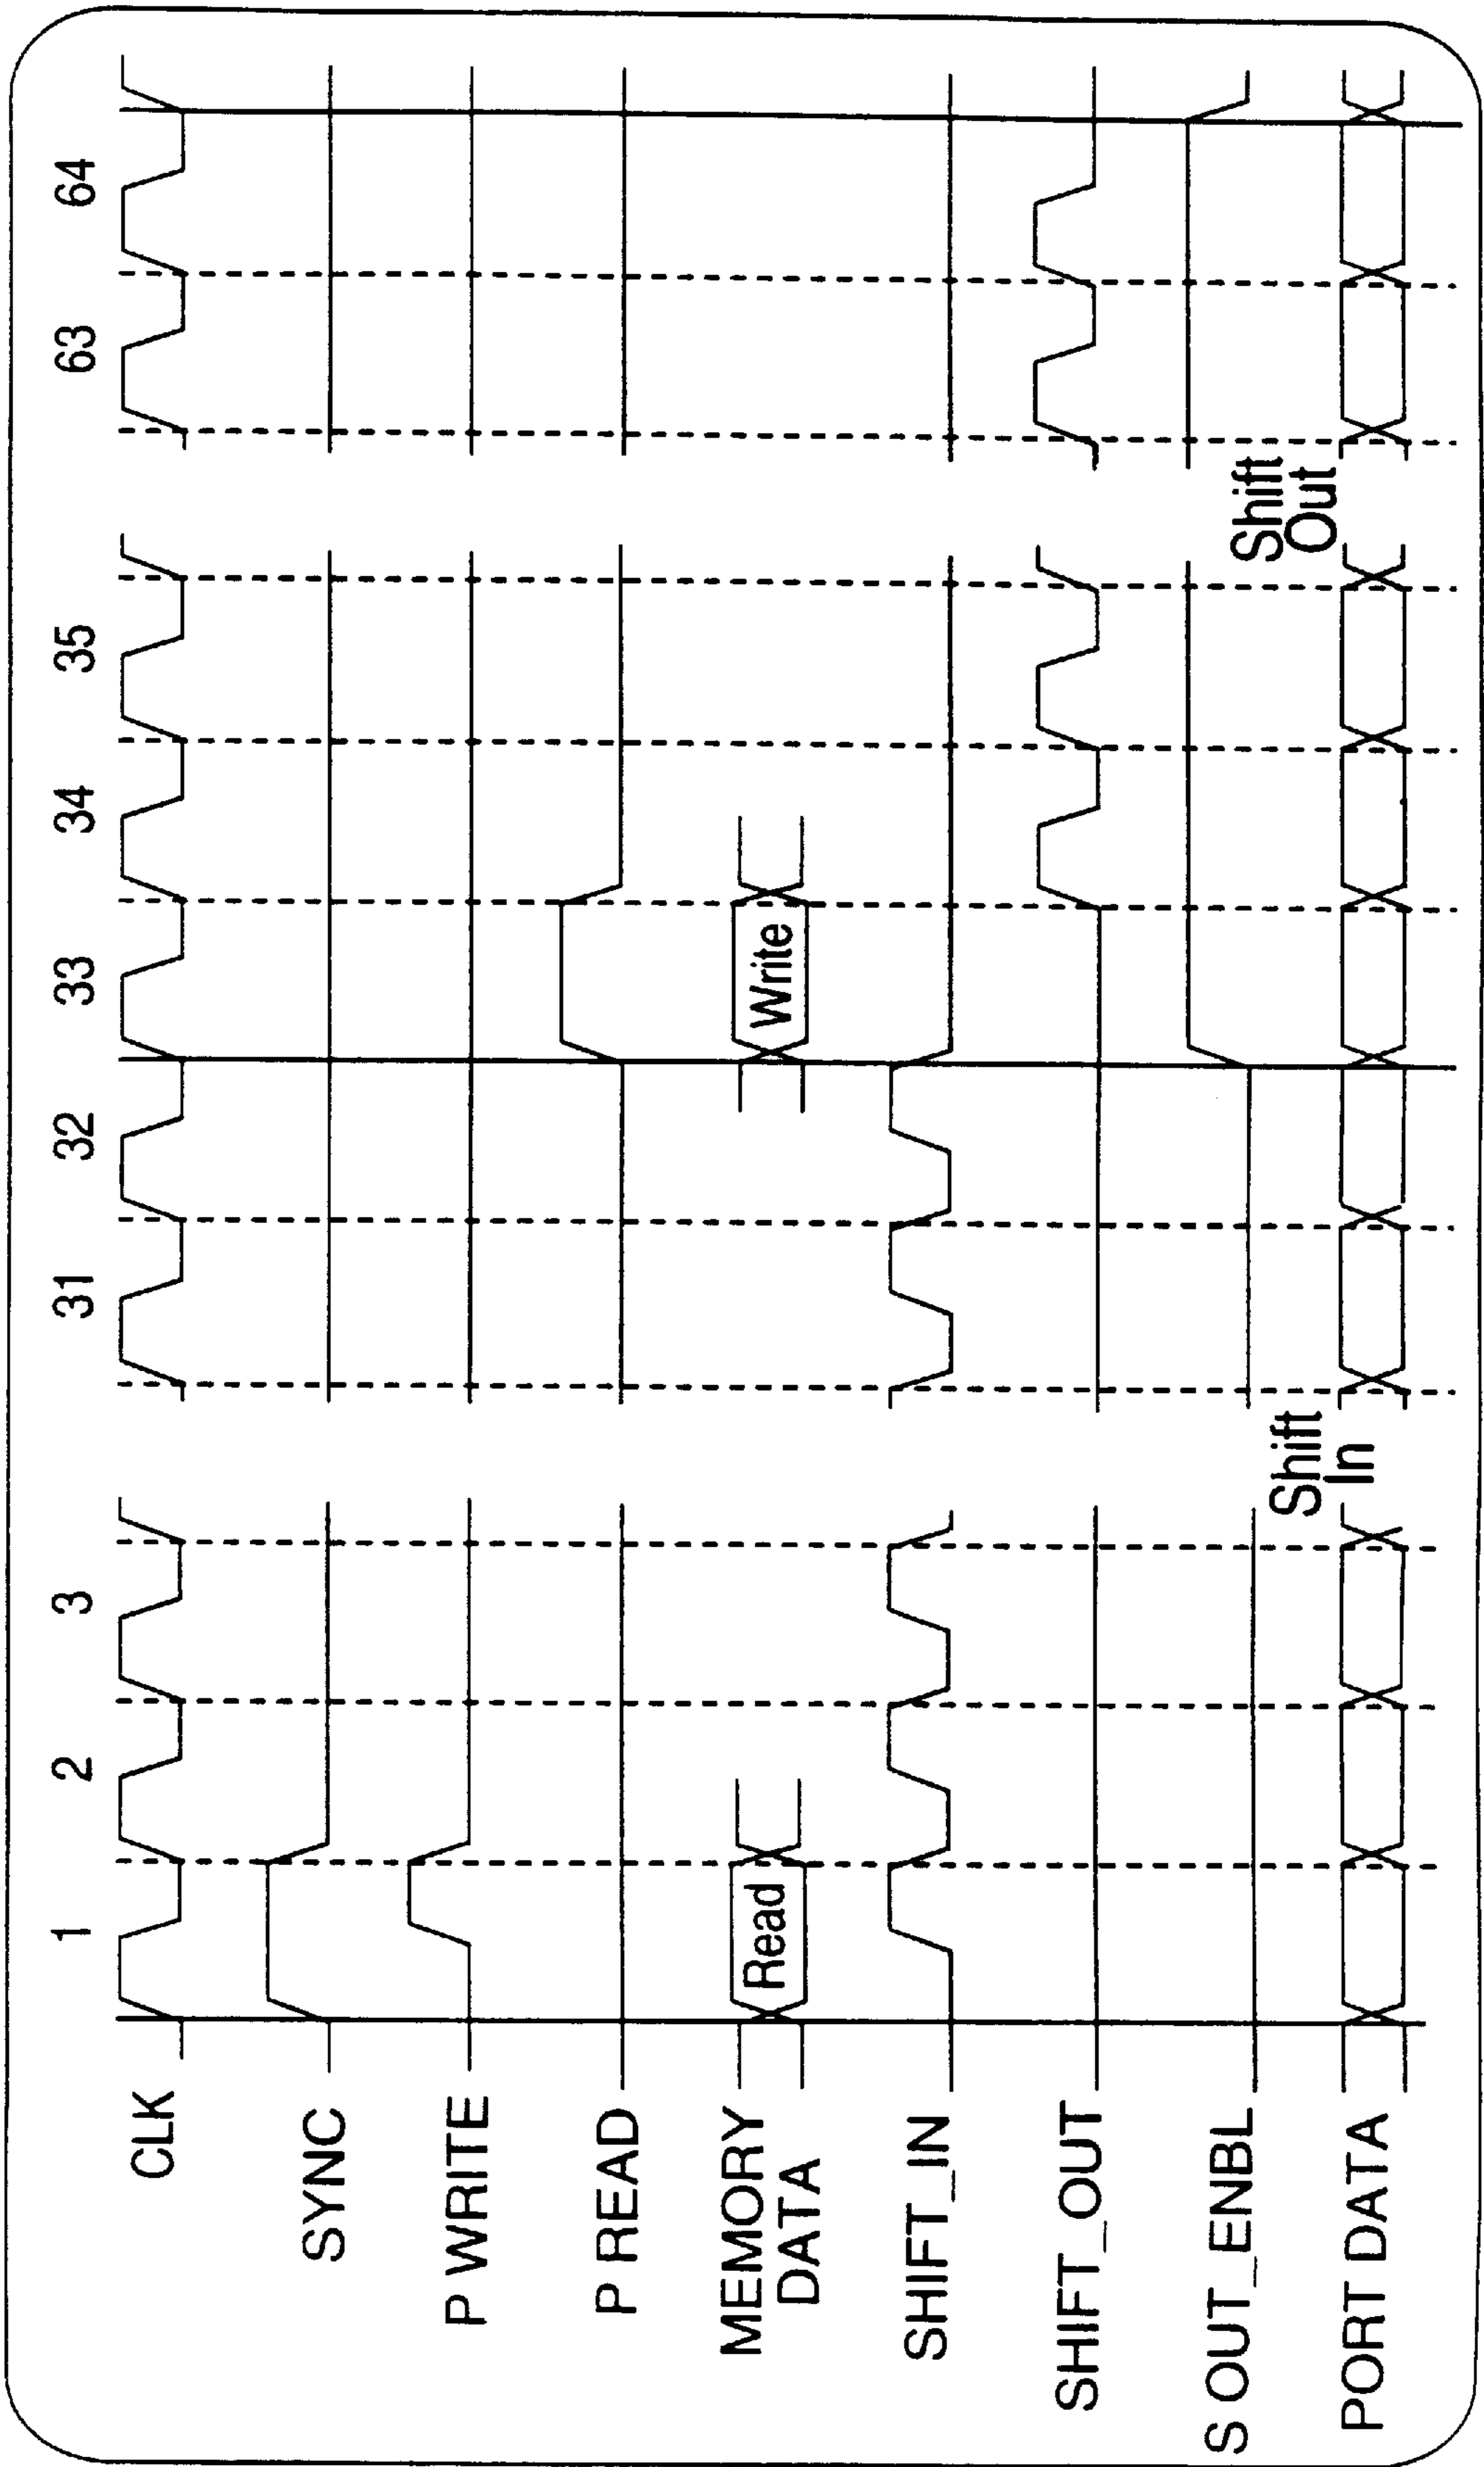 1 2 3 31 32 33 34 35 63 64
CLK
SYNC
P WRITE
P READ
MEMORY
DATA
Read
Write
SHIFT_IN
SHIFT_OUT
S OUT_ENBL
Shift
In
Shift
Out
PORT DATA